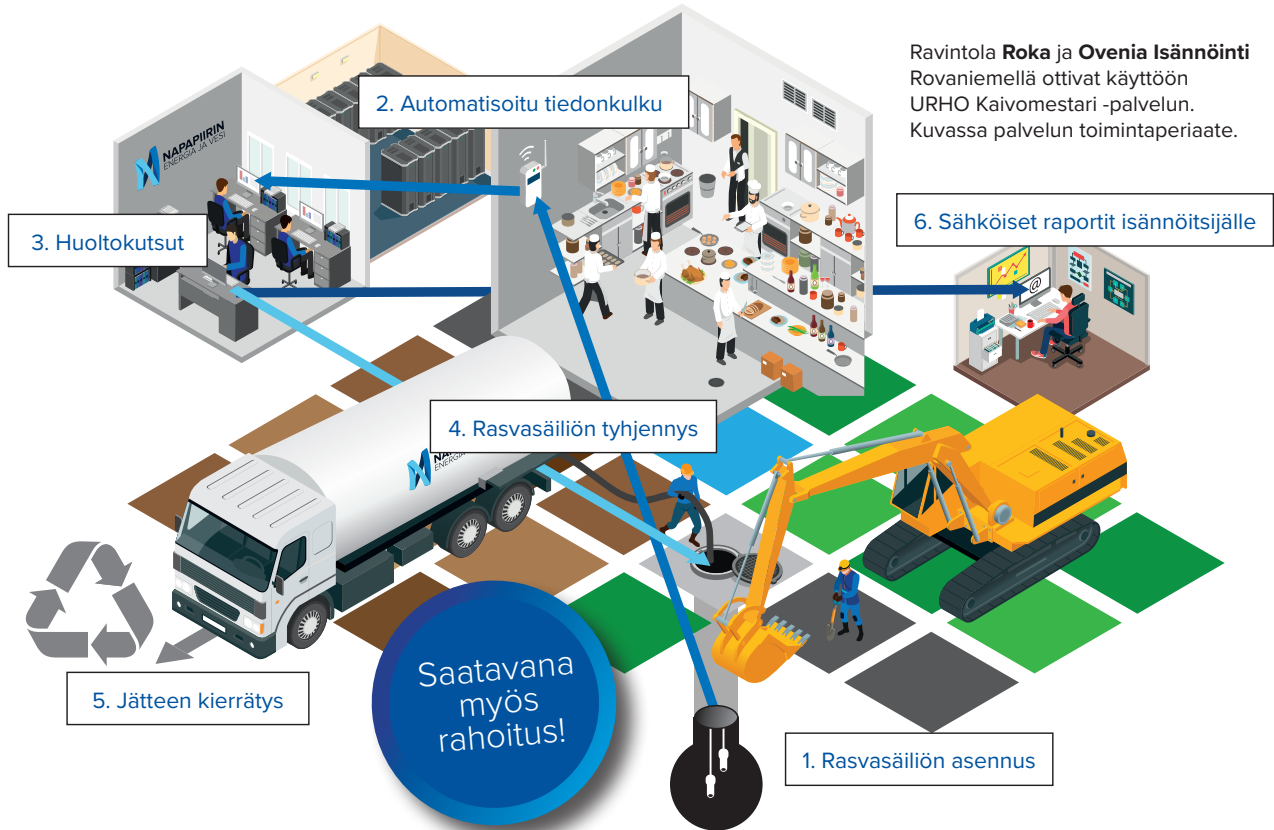 Ravintola Roka ja Ovenia Isännöinti
Rovaniemellä ottivat käyttöön
URHO Kaivomestari -palvelun.
Kuvassa palvelun toimintaperiaate.
2. Automatisoitu tiedonkulku
NAPAPIIRIN
ENERGIA JA VESI
3. Huoltokutsut
6. Sähköiset raportit isännöitsijälle
@
4. Rasvasäiliön tyhjennys
NAP
ENERGIA
5. Jätteen kierrätys
Saatavana
myös
rahoitus!
1. Rasvasäiliön asennus